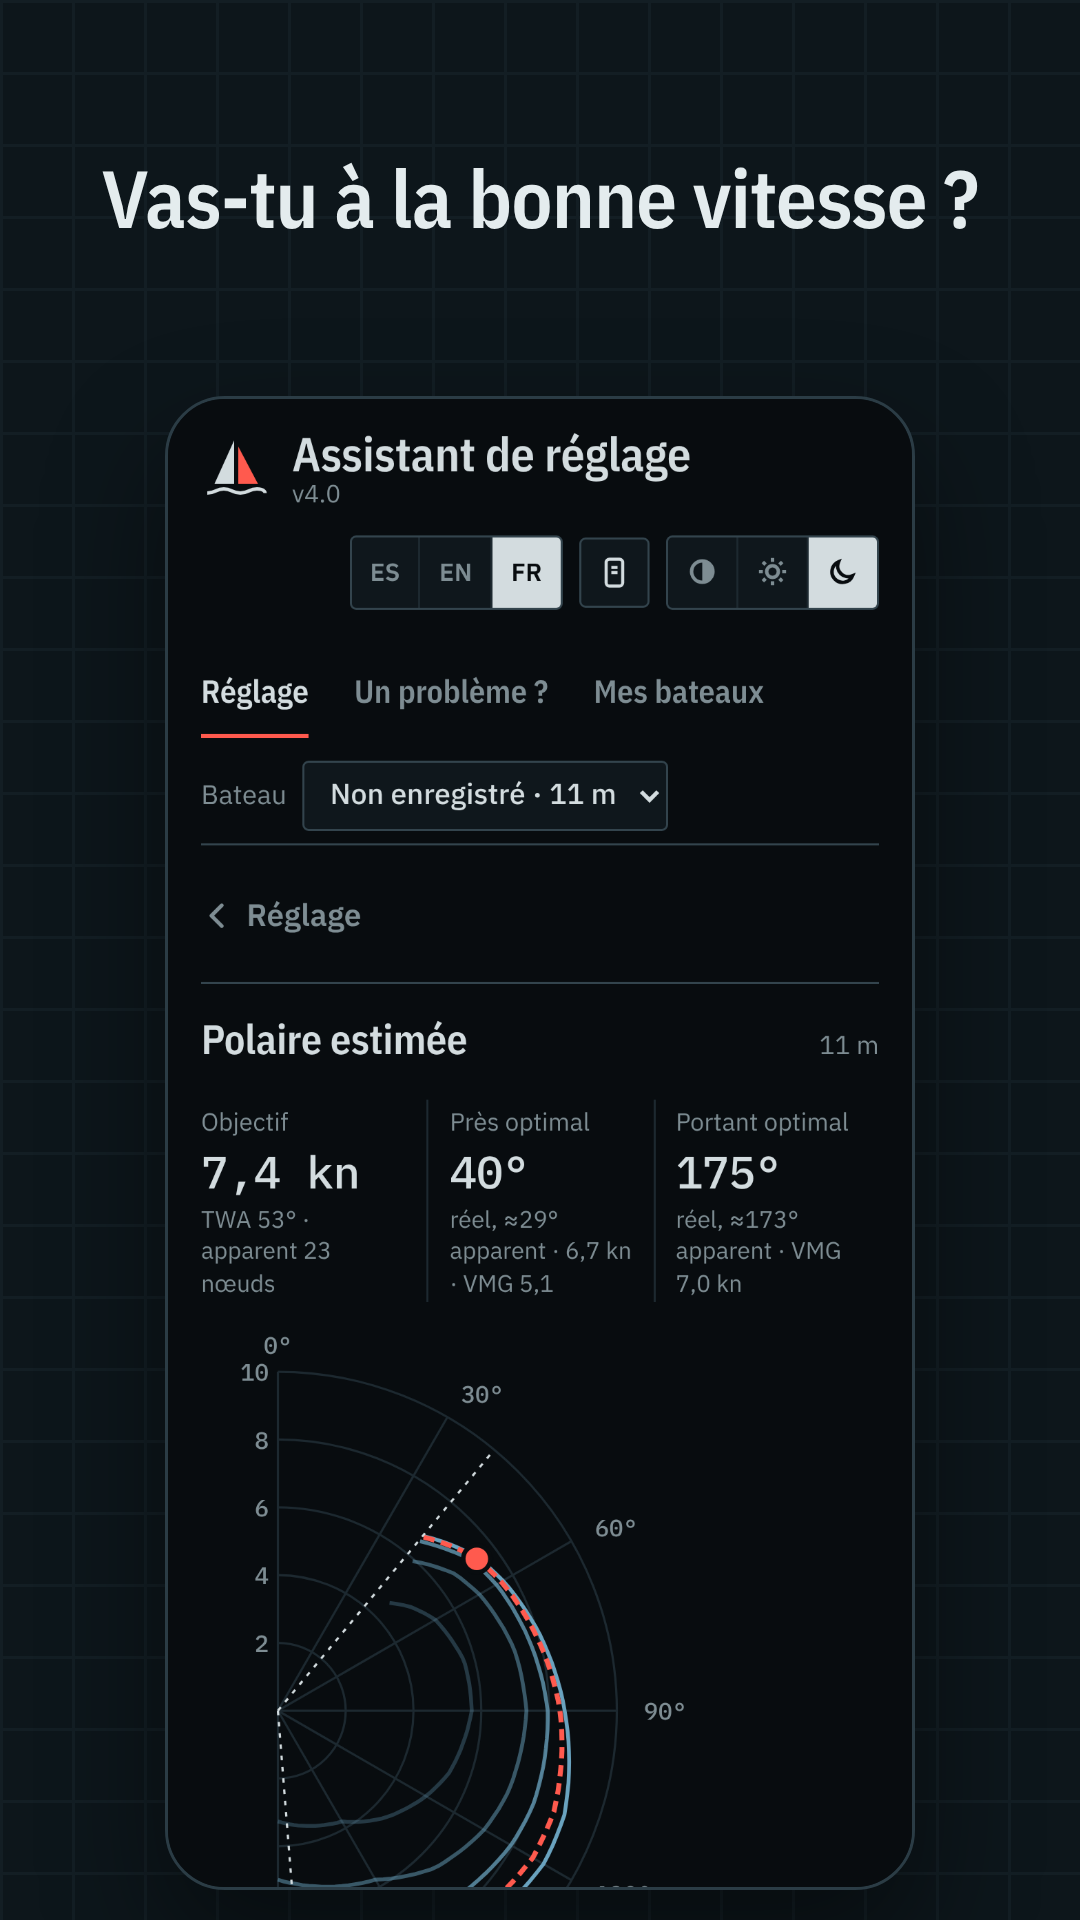 Vas-tu à la bonne vitesse ?
Assistant de réglage
v4.0
ES EN FR
Réglage Un problème ? Mes bateaux
Bateau Non enregistré · 11 m
Réglage
Polaire estimée 11 m
Objectif
7,4 kn
TWA 53° ·
apparent 23
nœuds
Près optimal
40°
réel, ≈29°
apparent · 6,7 kn
· VMG 5,1
Portant optimal
175°
réel, ≈173°
apparent · VMG
7,0 kn
0°
10
30°
8
6
60°
4
2
90°